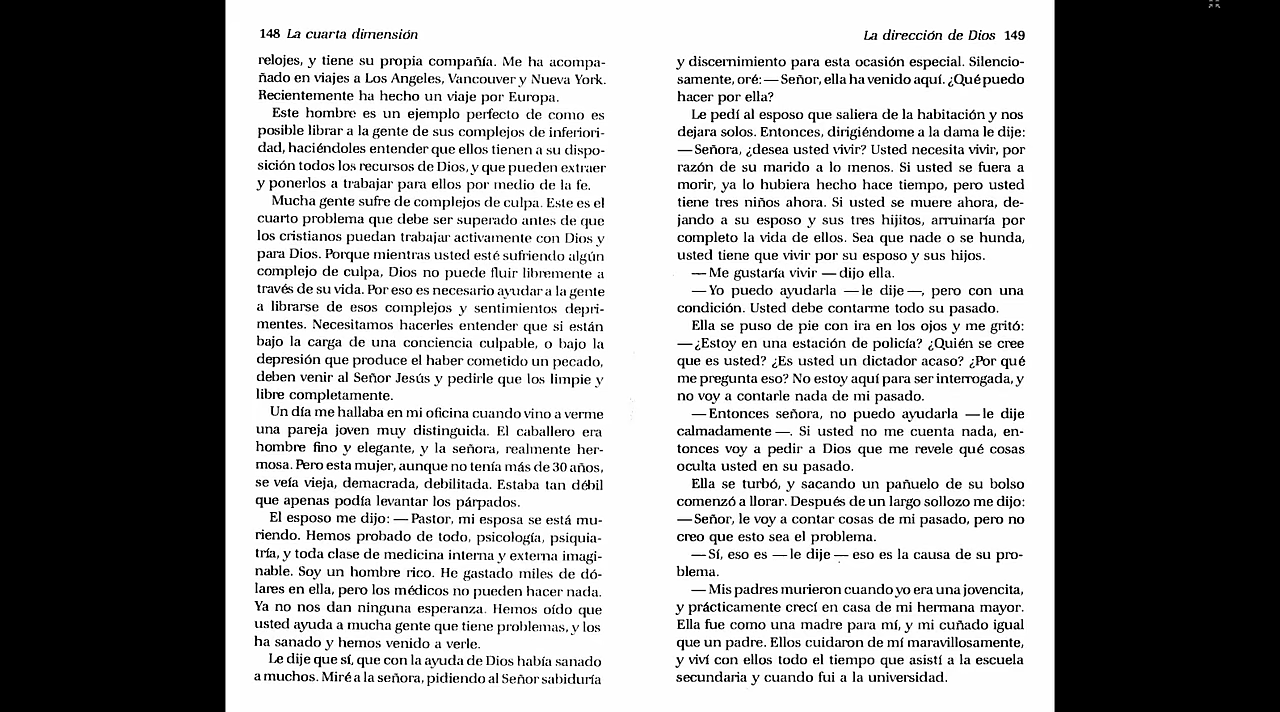 148 La cuarta dimensión
relojes, y tiene su propia compañía. Me ha acompa-
ñado en viajes a Los Angeles, Vancouver y Nueva York.
Recientemente ha hecho un viaje por Europa.
Este hombre es un ejemplo perfecto de como es
posible librar a la gente de sus complejos de inferiori-
dad, haciéndoles entender que ellos tienen a su dispo-
sición todos los recursos de Dios, y que pueden extraer
y ponerlos a trabajar para ellos por medio de la fe.
Mucha gente sufre de complejos de culpa. Este es el
cuarto problema que debe ser superado antes de que
los cristianos puedan trabajar activamente con Dios y
para Dios. Porque mientras usted esté sufriendo algún
complejo de culpa, Dios no puede fluir libremente a
través de su vida. Por eso es necesario ayudar a la gente
a librarse de esos complejos y sentimientos depri-
mentes. Necesitamos hacerles entender que si están
bajo la carga de una conciencia culpable, o bajo la
depresión que produce el haber cometido un pecado,
deben venir al Señor Jesús y pedirle que los limpie y
libre completamente.
Un día me hallaba en mi oficina cuando vino a verme
una pareja joven muy distinguida. El caballero era
hombre fino y elegante, y la señora, realmente her-
mosa. Pero esta mujer, aunque no tenía más de 30 años,
se veía vieja, demacrada, debilitada. Estaba tan débil
que apenas podía levantar los párpados.
El esposo me dijo: — Pastor, mi esposa se está mu-
riendo. Hemos probado de todo, psicología, psiquia-
tría, y toda clase de medicina interna y externa imagi-
nable. Soy un hombre rico. He gastado miles de dó-
lares en ella, pero los médicos no pueden hacer nada.
Ya no nos dan ninguna esperanza. Hemos oído que
usted ayuda a mucha gente que tiene problemas, y los
ha sanado y hemos venido a verle.
Le dije que sí, que con la ayuda de Dios había sanado
a muchos. Miré a la señora, pidiendo al Señor sabiduría
La dirección de Dios 149
y discernimiento para esta ocasión especial. Silencio-
samente, oré: — Señor, ella ha venido aquí. ¿Qué puedo
hacer por ella?
Le pedí al esposo que saliera de la habitación y nos
dejara solos. Entonces, dirigiéndome a la dama le dije:
— Señora, ¿desea usted vivir? Usted necesita vivir, por
razón de su marido a lo menos. Si usted se fuera a
morir, ya lo hubiera hecho hace tiempo, pero usted
tiene tres niños ahora. Si usted se muere ahora, de-
jando a su esposo y sus tres hijitos, arruinaría por
completo la vida de ellos. Sea que nade o se hunda,
usted tiene que vivir por su esposo y sus hijos.
— Me gustaría vivir — dijo ella.
— Yo puedo ayudarla — le dije —, pero con una
condición. Usted debe contarme todo su pasado.
Ella se puso de pie con ira en los ojos y me gritó:
— ¿Estoy en una estación de policía? ¿Quién se cree
que es usted? ¿Es usted un dictador acaso? ¿Por qué
me pregunta eso? No estoy aquí para ser interrogada, y
no voy a contarle nada de mi pasado.
— Entonces señora, no puedo ayudarla — le dije
calmadamente —. Si usted no me cuenta nada, en-
tonces voy a pedir a Dios que me revele qué cosas
oculta usted en su pasado.
Ella se turbó, y sacando un pañuelo de su bolso
comenzó a llorar. Después de un largo sollozo me dijo:
— Señor, le voy a contar cosas de mi pasado, pero no
creo que esto sea el problema.
— Sí, eso es — le dije — eso es la causa de su pro-
blema.
— Mis padres murieron cuando yo era una jovencita,
y prácticamente crecí en casa de mi hermana mayor.
Ella fue como una madre para mí, y mi cuñado igual
que un padre. Ellos cuidaron de mí maravillosamente,
y viví con ellos todo el tiempo que asistí a la escuela
secundaria y cuando fui a la universidad.